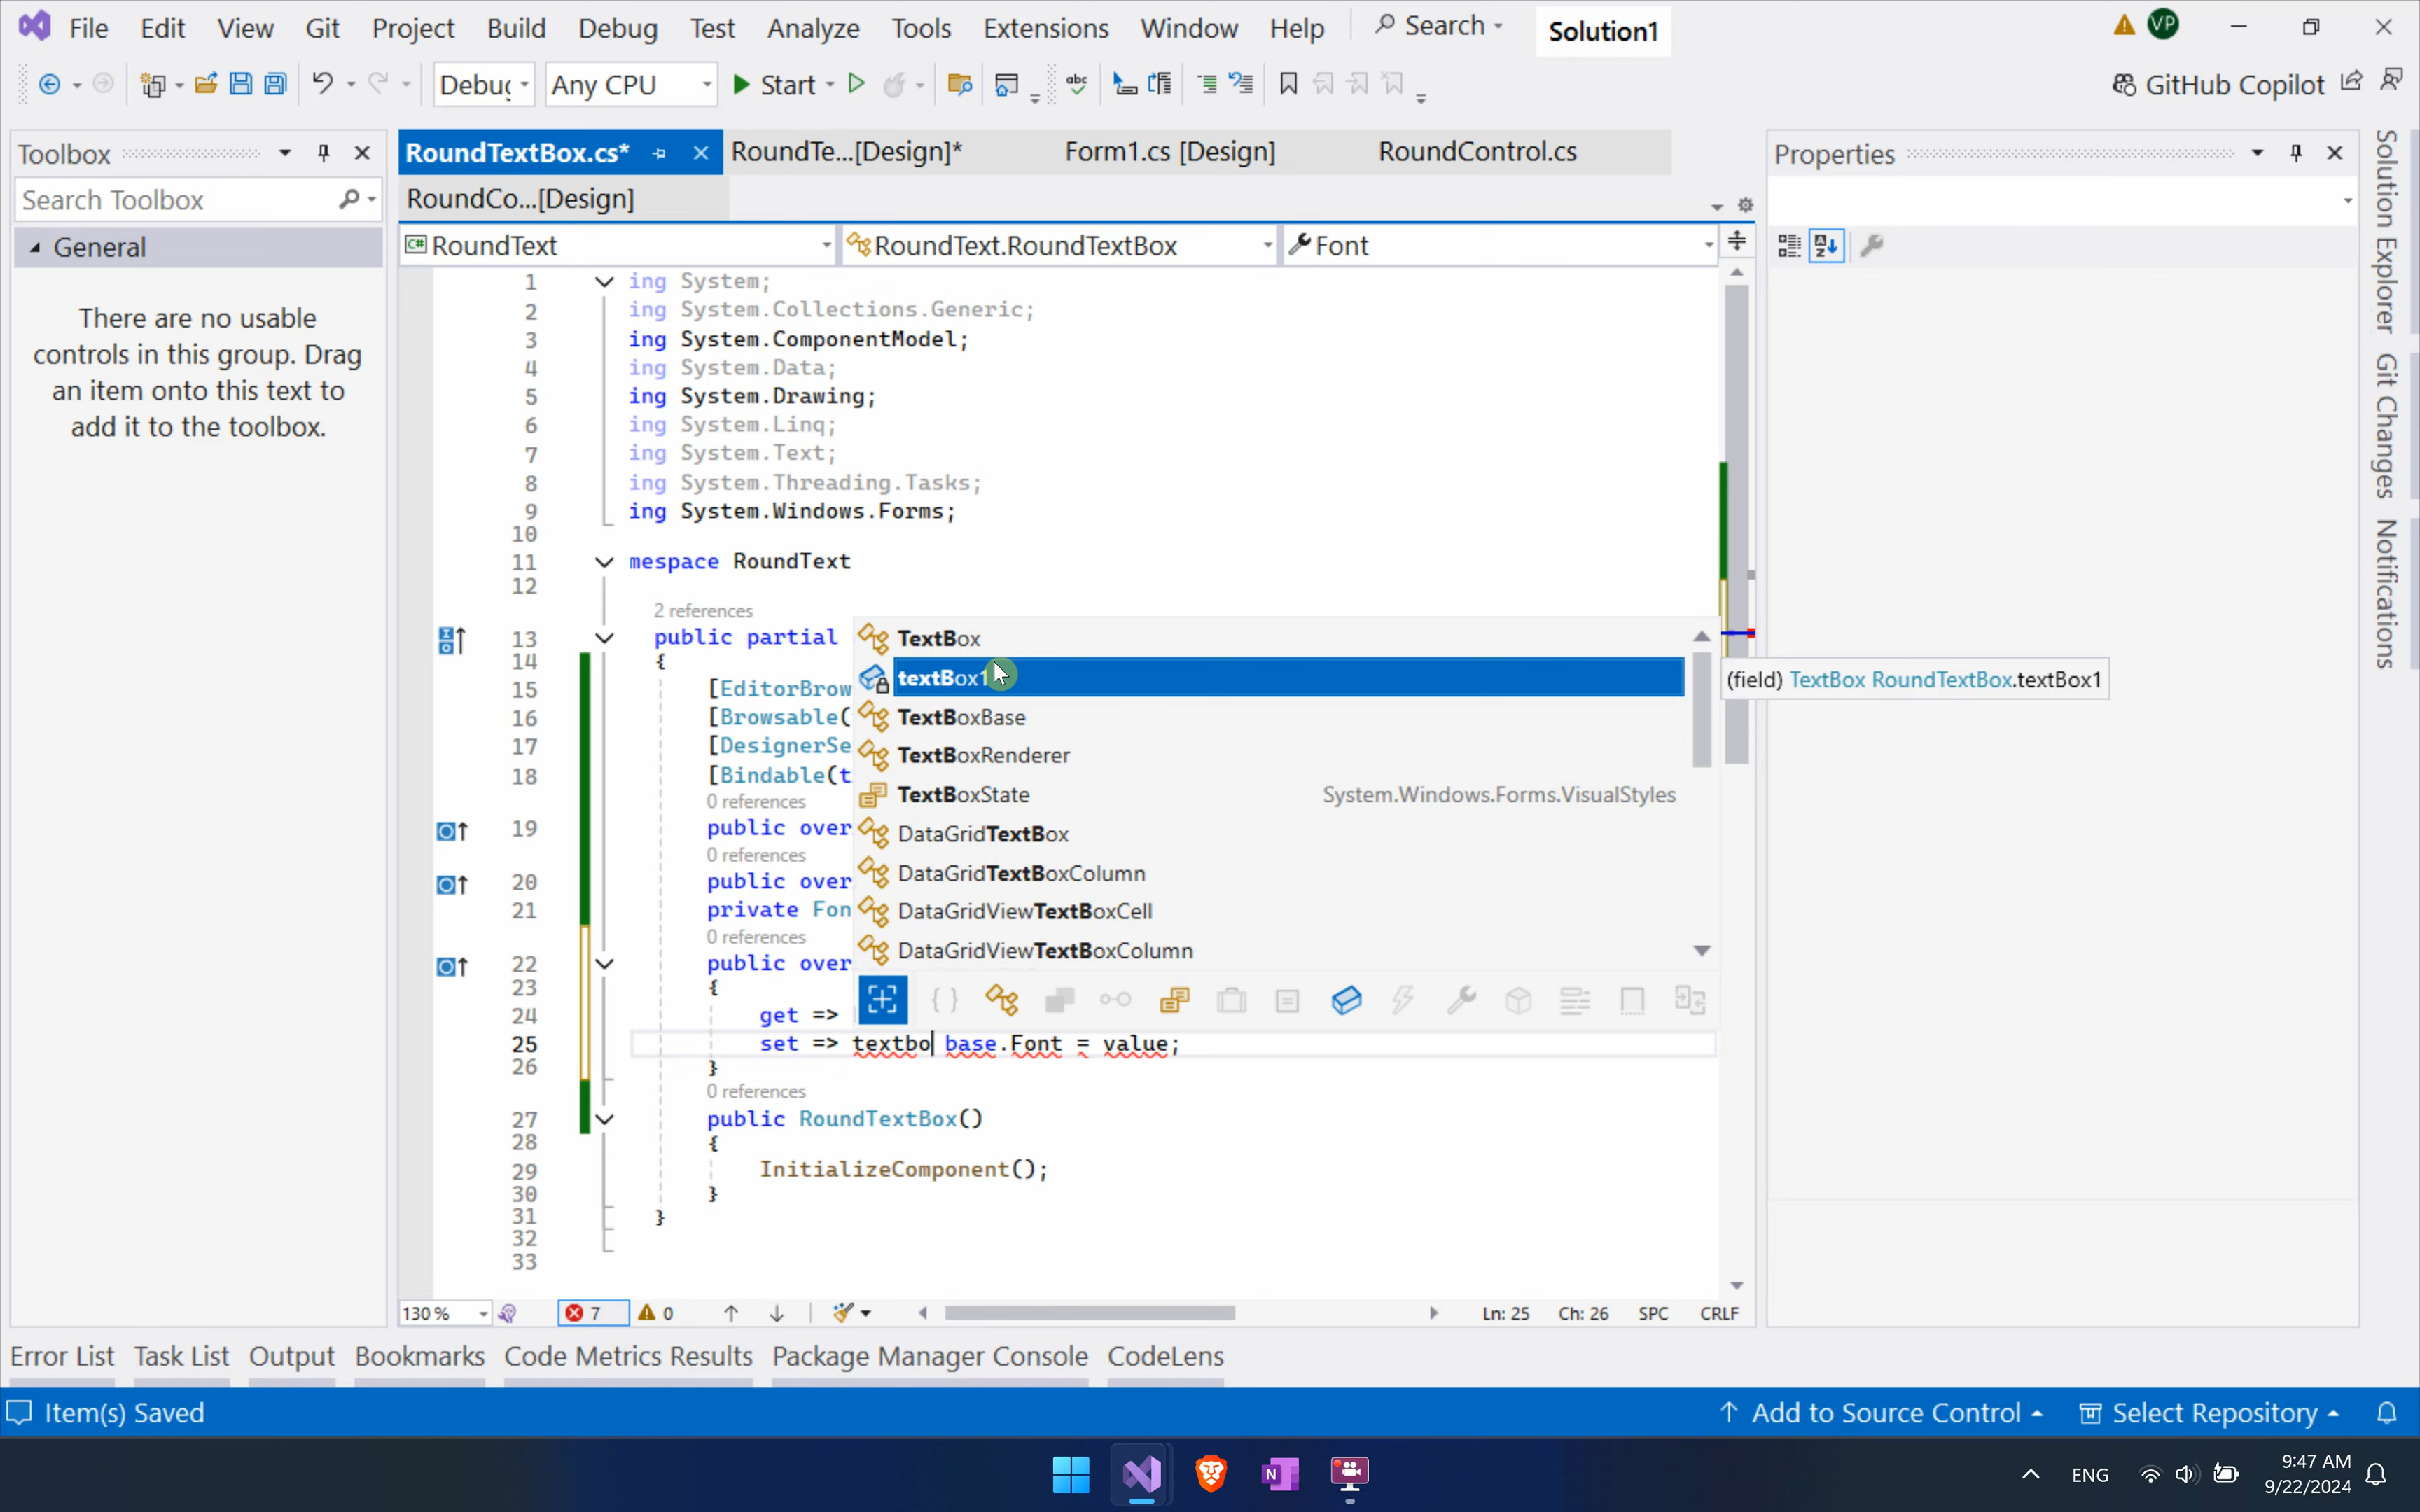 File Edit View Git Project Build Debug Test Analyze Tools Extensions Window Help Search Solution1 VP
Debug Any CPU Start abc GitHub Copilot
Toolbox
Search Toolbox
General
There are no usable
controls in this group. Drag
an item onto this text to
add it to the toolbox.
RoundTextBox.cs* RoundTe...[Design]* Form1.cs [Design] RoundControl.cs
RoundCo...[Design]
C# RoundText RoundText.RoundTextBox Font
1 ing System;
2 ing System.Collections.Generic;
3 ing System.ComponentModel;
4 ing System.Data;
5 ing System.Drawing;
6 ing System.Linq;
7 ing System.Text;
8 ing System.Threading.Tasks;
9 ing System.Windows.Forms;
10
11 mespace RoundText
12
2 references
13 public partial
14 {
15 [EditorBrow
16 [Browsable(
17 [DesignerSe
18 [Bindable(t
0 references
19 public over
0 references
20 public over
21 private Fon
0 references
22 public over
23 {
24 get =>
25 set => textbo base.Font = value;
26 }
0 references
27 public RoundTextBox()
28 {
29 InitializeComponent();
30 }
31 }
32
33
TextBox
textBox1
TextBoxBase
TextBoxRenderer
TextBoxState System.Windows.Forms.VisualStyles
DataGridTextBox
DataGridTextBoxColumn
DataGridViewTextBoxCell
DataGridViewTextBoxColumn
(field) TextBox RoundTextBox.textBox1
130 % 7 0 Ln: 25 Ch: 26 SPC CRLF
Properties
Solution Explorer
Git Changes
Notifications
Error List Task List Output Bookmarks Code Metrics Results Package Manager Console CodeLens
Item(s) Saved Add to Source Control Select Repository
N ENG 9:47 AM
9/22/2024